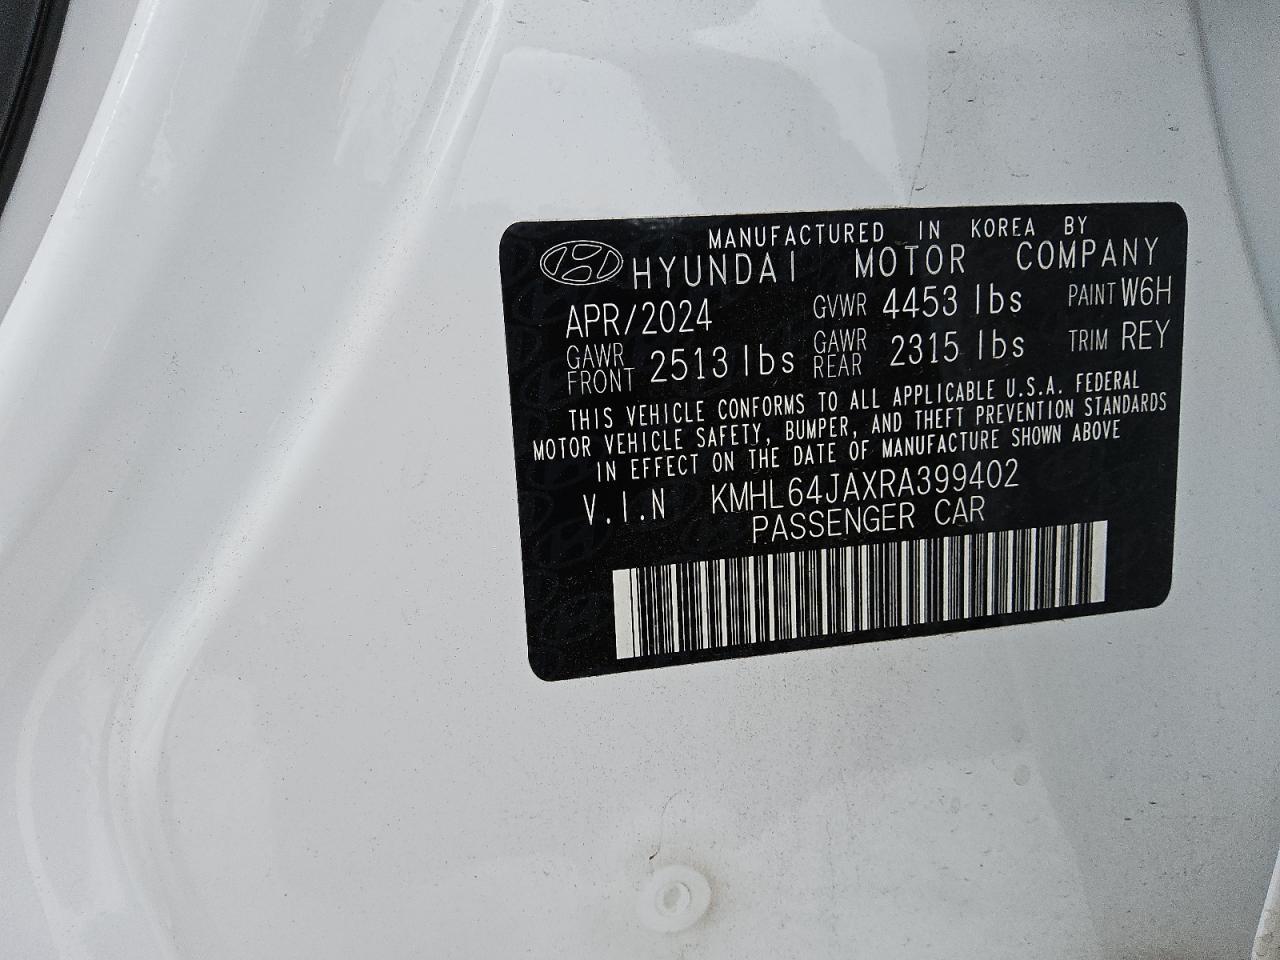 MANUFACTURED IN KOREA BY
HYUNDAI MOTOR COMPANY
APR/2024 GVWR 4453 lbs PAINT W6H
GAWR FRONT 2513 lbs GAWR REAR 2315 lbs TRIM REY
THIS VEHICLE CONFORMS TO ALL APPLICABLE U.S.A. FEDERAL
MOTOR VEHICLE SAFETY, BUMPER, AND THEFT PREVENTION STANDARDS
IN EFFECT ON THE DATE OF MANUFACTURE SHOWN ABOVE
V.I.N KMHL64JAXRA399402
PASSENGER CAR